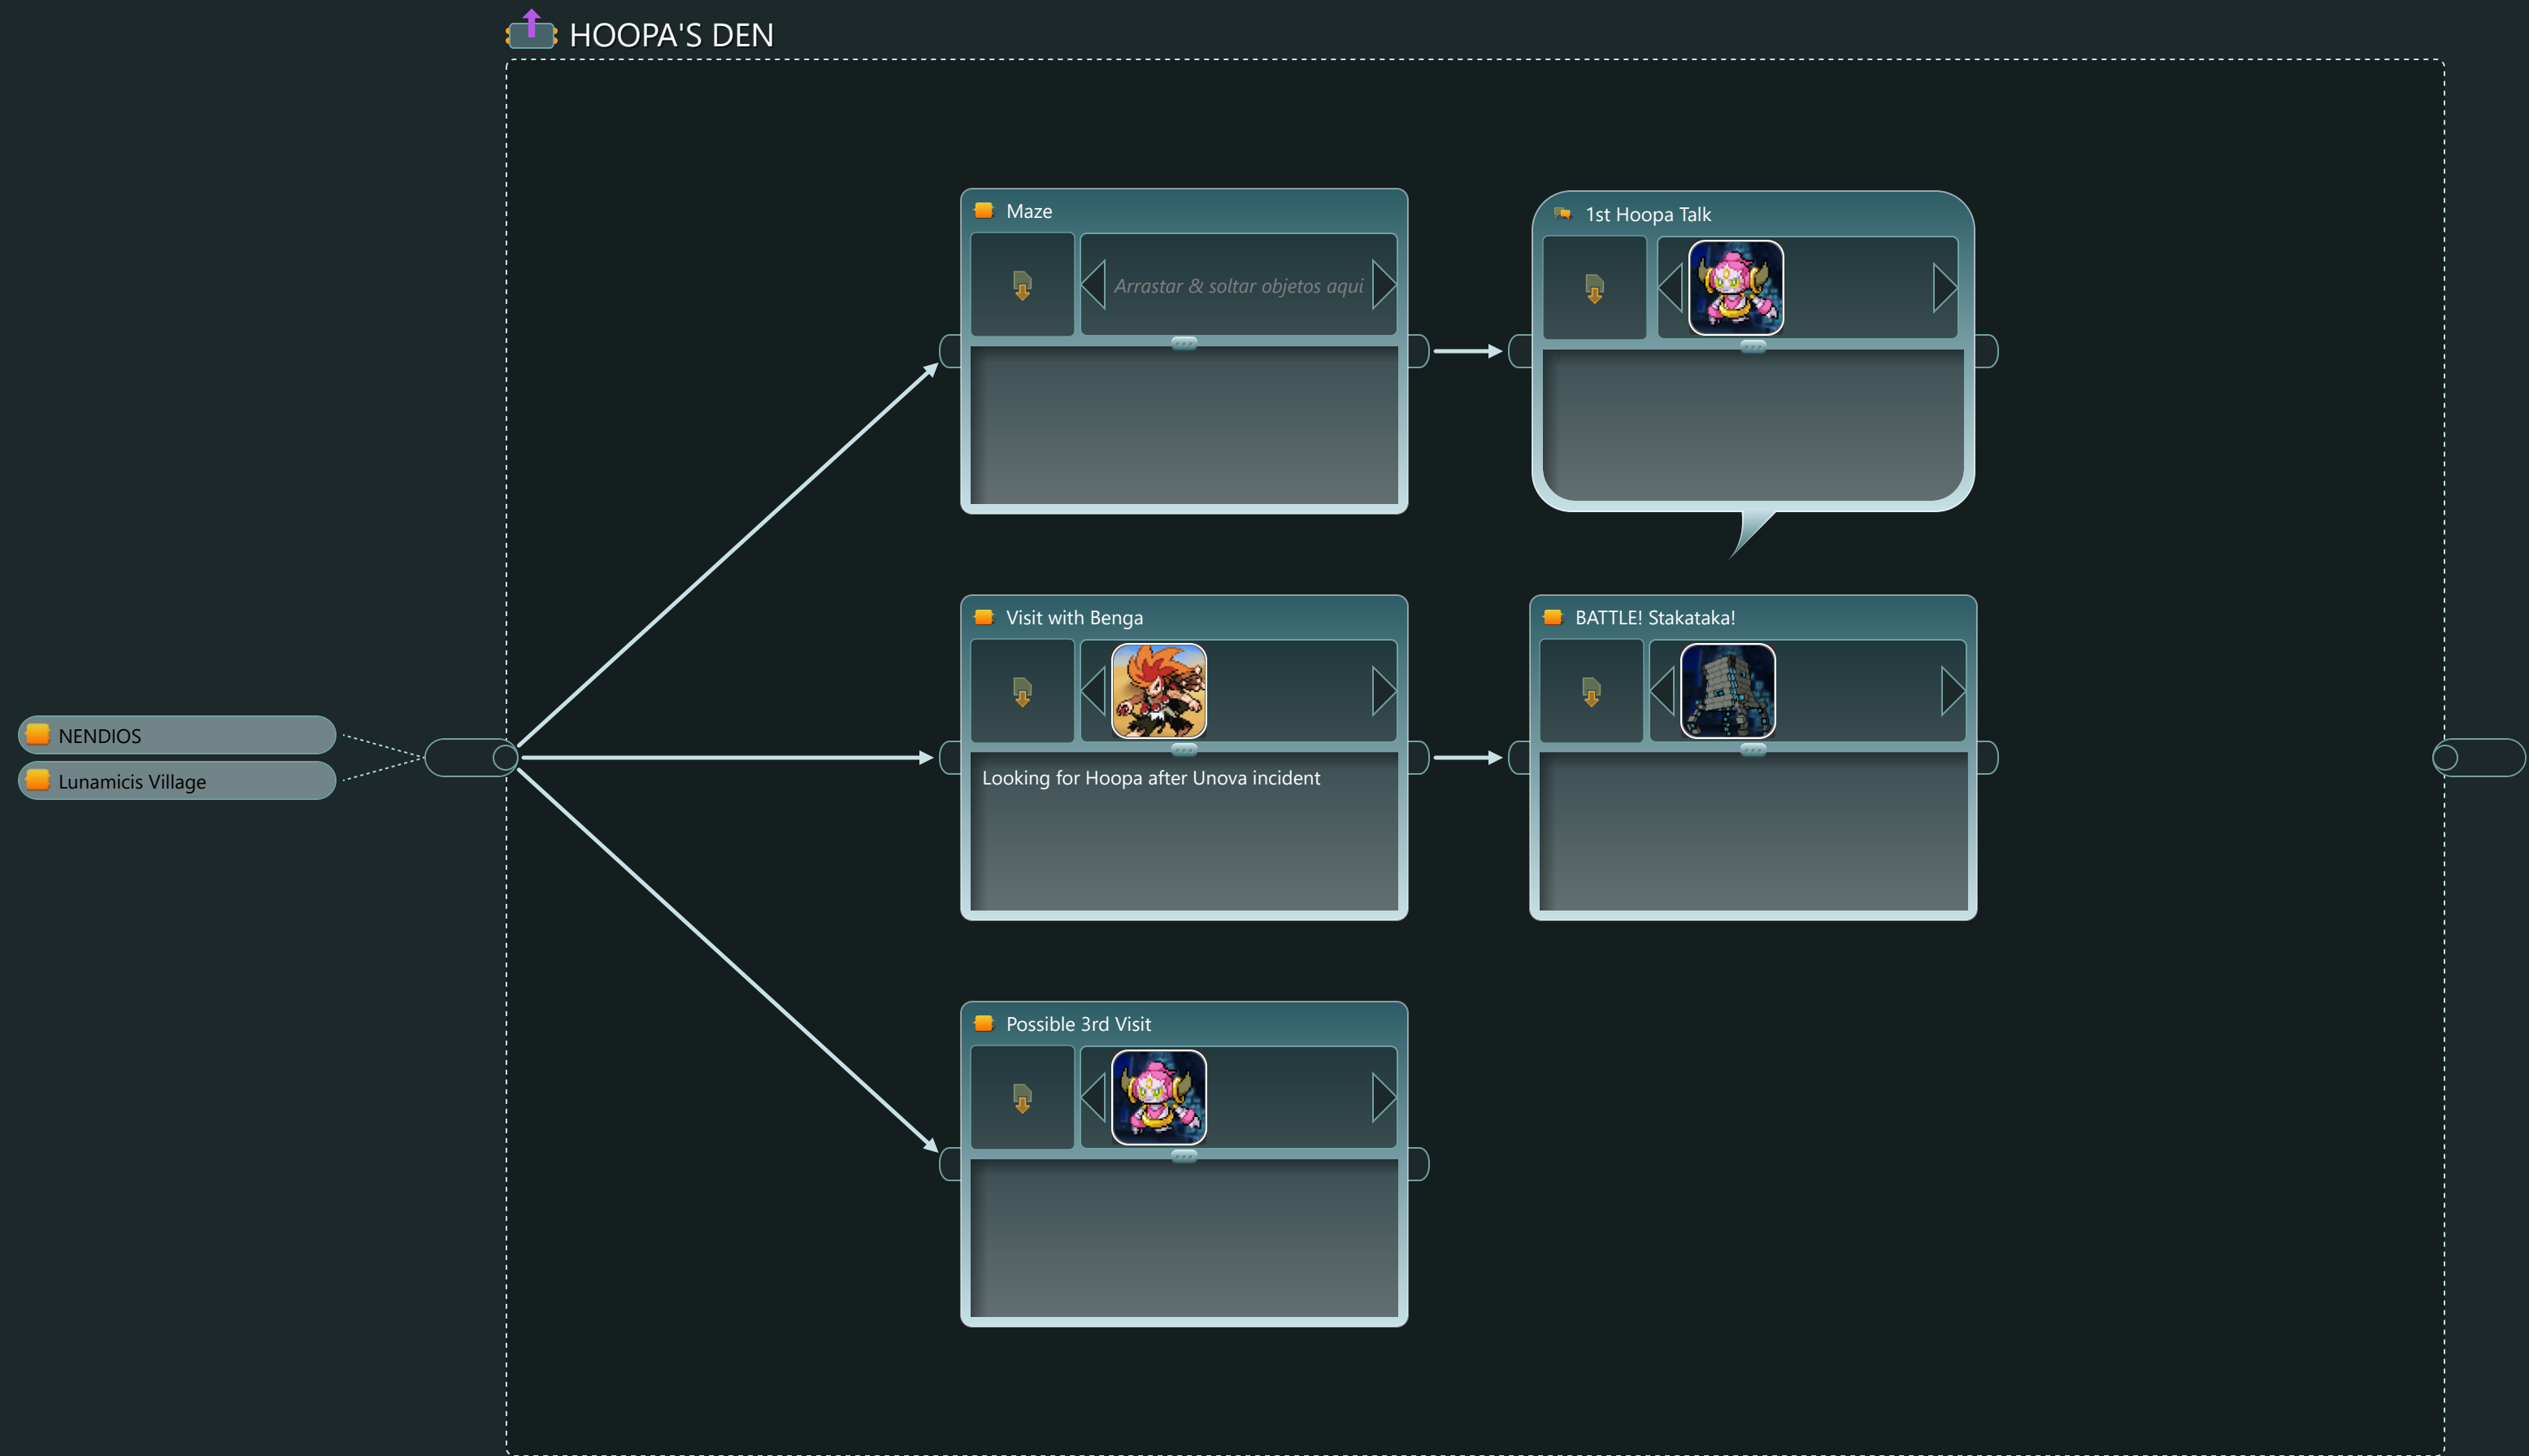 HOOPA'S DEN
Maze
Arrastar & soltar objetos aqui
1st Hoopa Talk
NENDIOS
Lunamicis Village
Visit with Benga
Looking for Hoopa after Unova incident
BATTLE! Stakataka!
Possible 3rd Visit